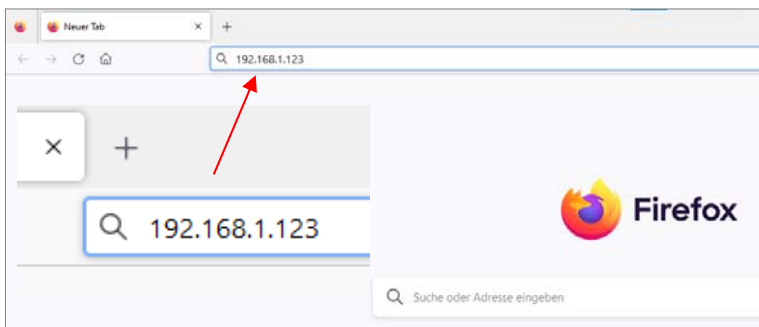 Neuer Tab
192.168.1.123
192.168.1.123
Firefox
Suche oder Adresse eingeben